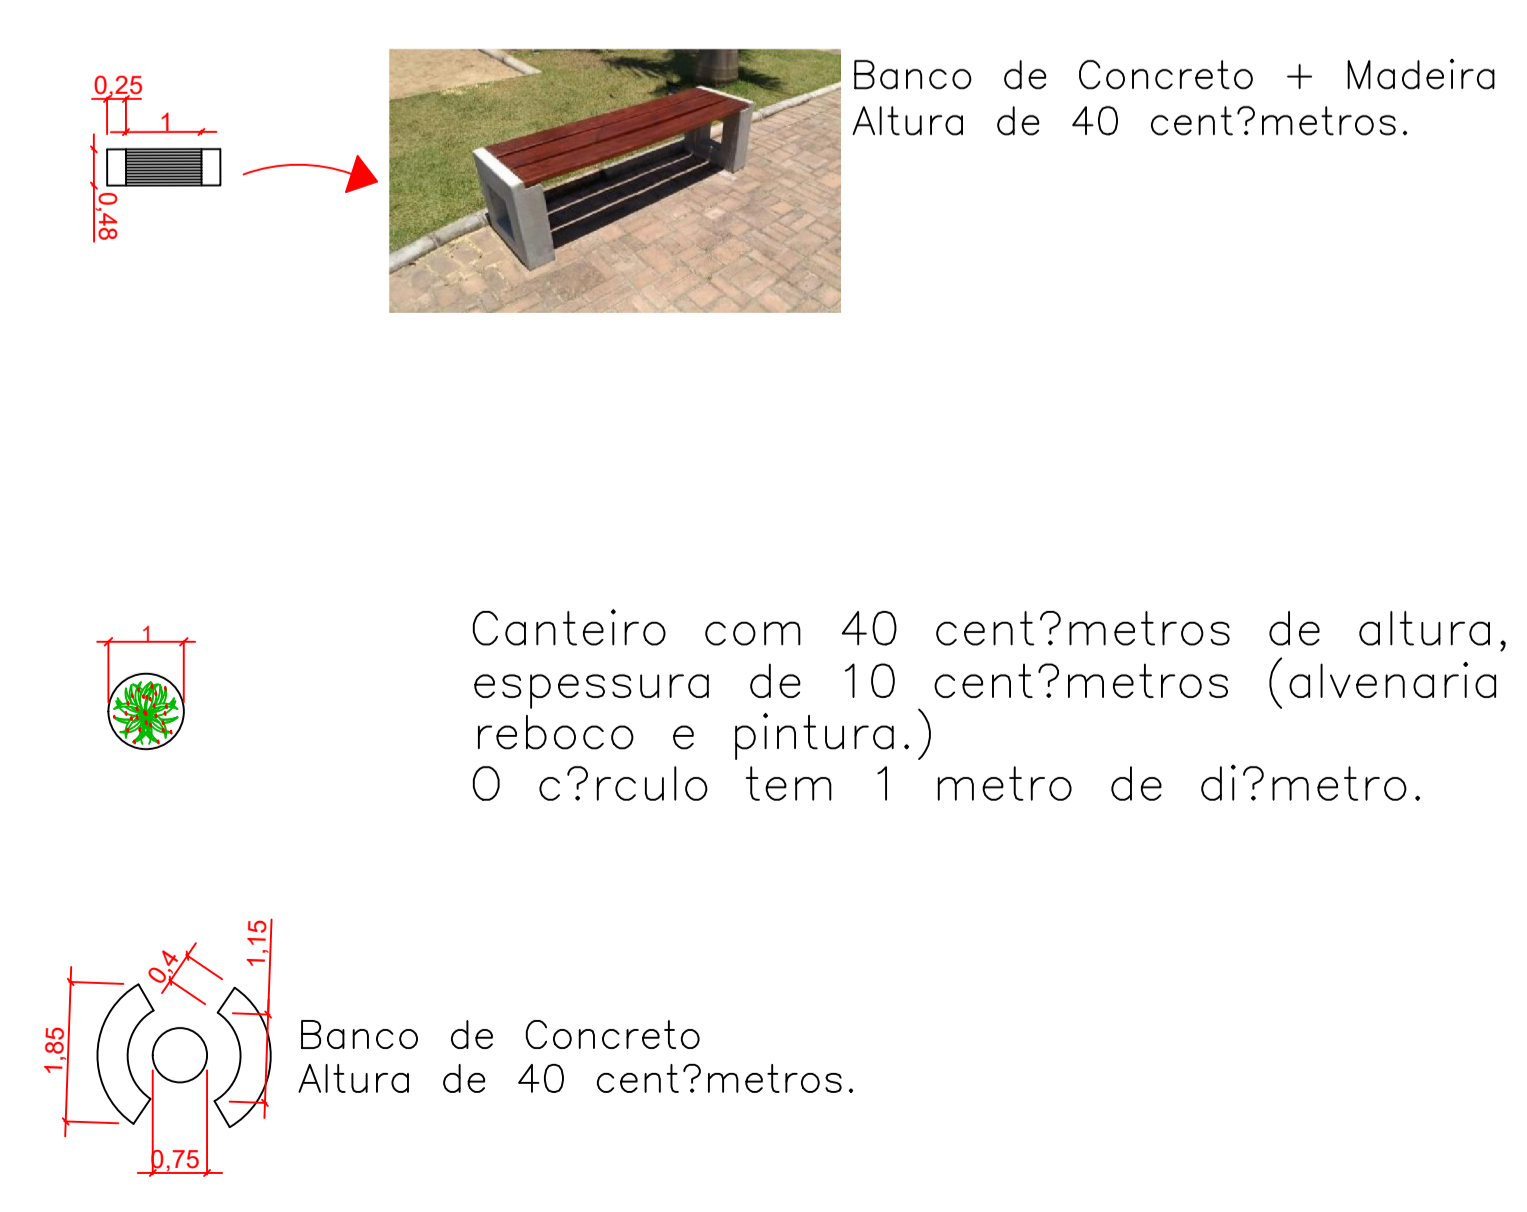 0,25
1
0,48
Banco de Concreto + Madeira
Altura de 40 cent?metros.
1
Canteiro com 40 cent?metros de altura,
espessura de 10 cent?metros (alvenaria
reboco e pintura.)
O c?rculo tem 1 metro de di?metro.
1,15
0,4
1,85
Banco de Concreto
Altura de 40 cent?metros.
0,75